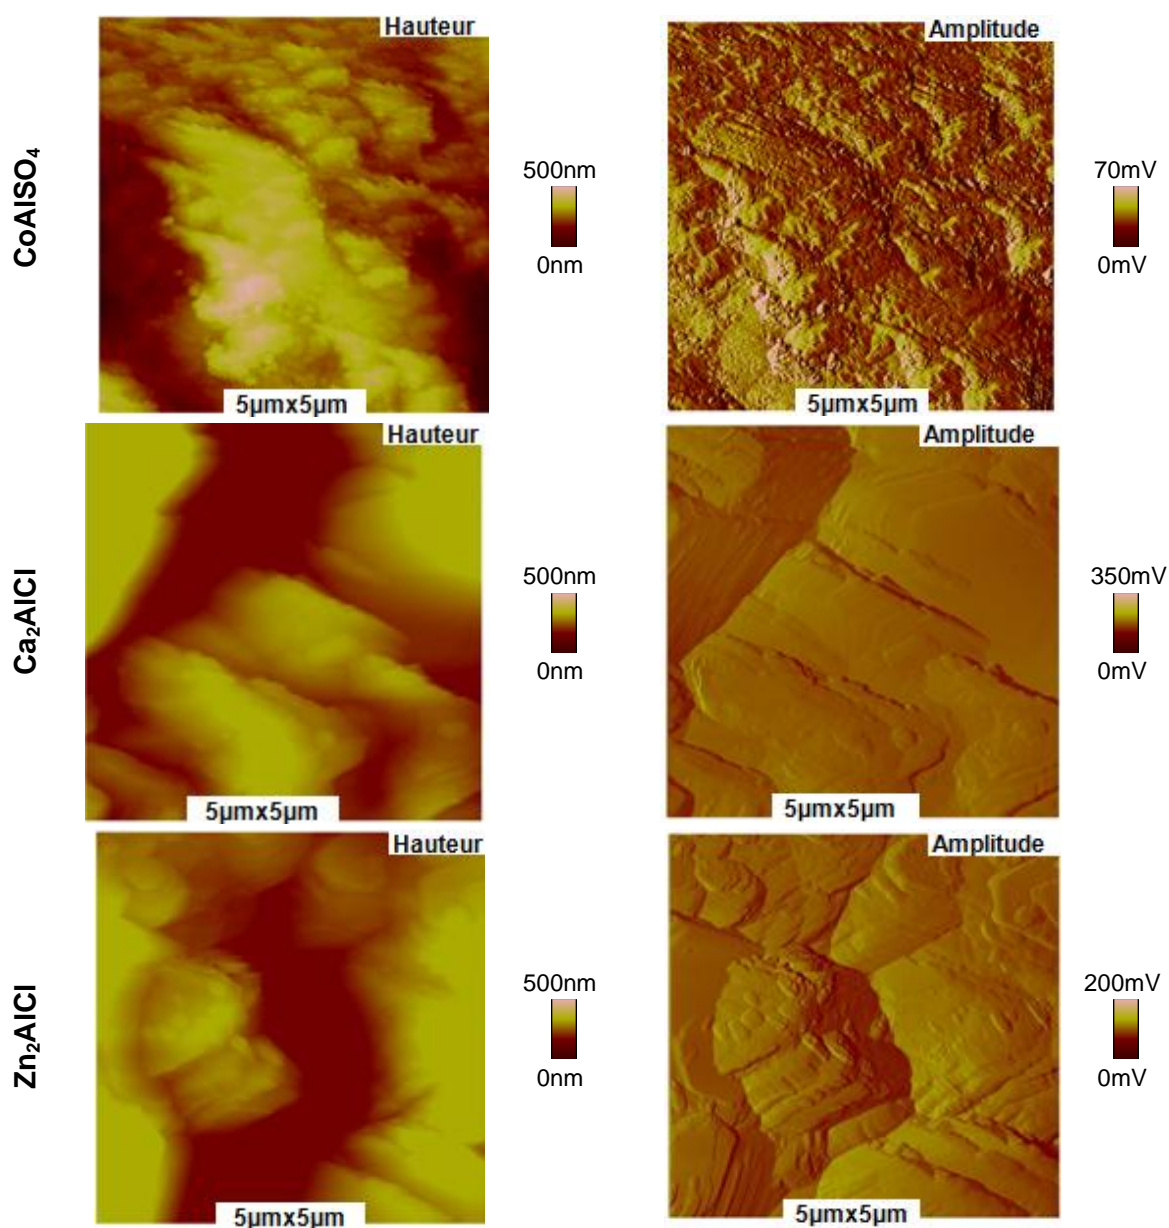 Hauteur
Amplitude
CoAlSO₄
500nm
0nm
70mV
0mV
5µmx5µm
5µmx5µm
Hauteur
Amplitude
Ca₂AlCl
500nm
0nm
350mV
0mV
5µmx5µm
5µmx5µm
Hauteur
Amplitude
Zn₂AlCl
500nm
0nm
200mV
0mV
5µmx5µm
5µmx5µm